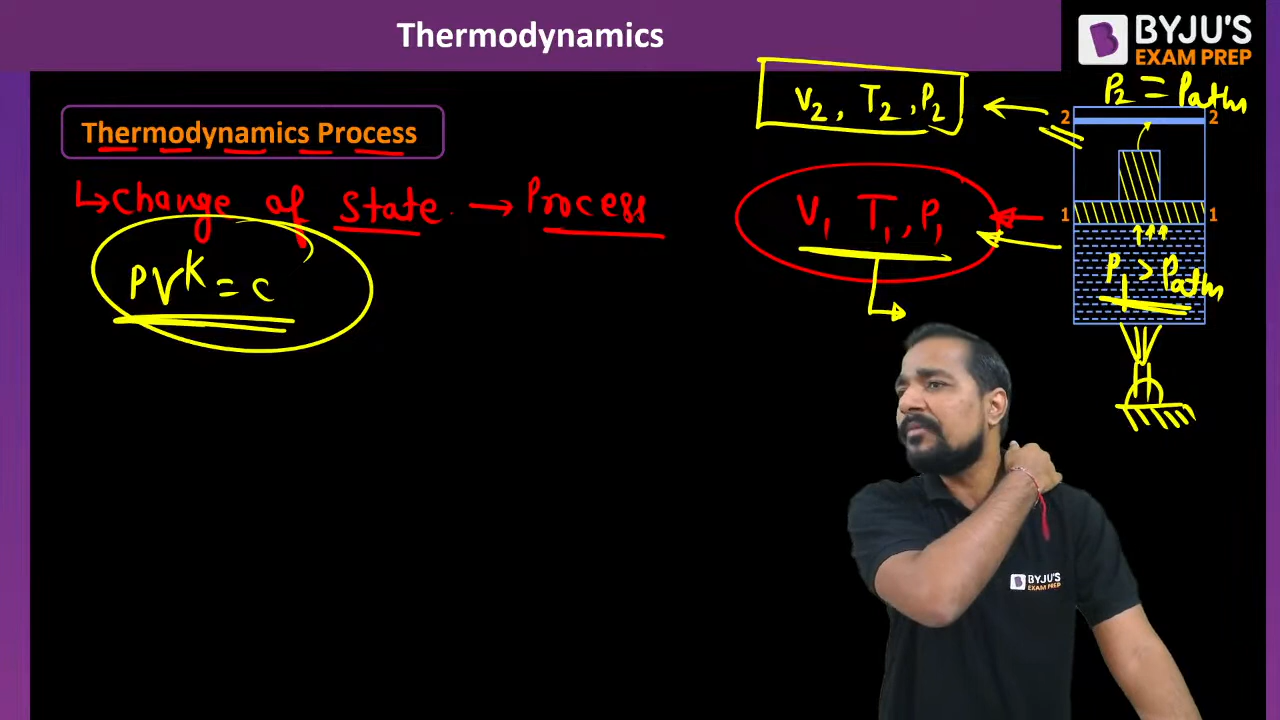 Thermodynamics
BYJU'S
EXAM PREP
Thermodynamics Process
↳ Change of State → Process
PV^K = C
V2, T2, P2
V1 T1, P1
P2 = Patm
2 2
1 1
P1 > Patm
BYJU'S
EXAM PREP